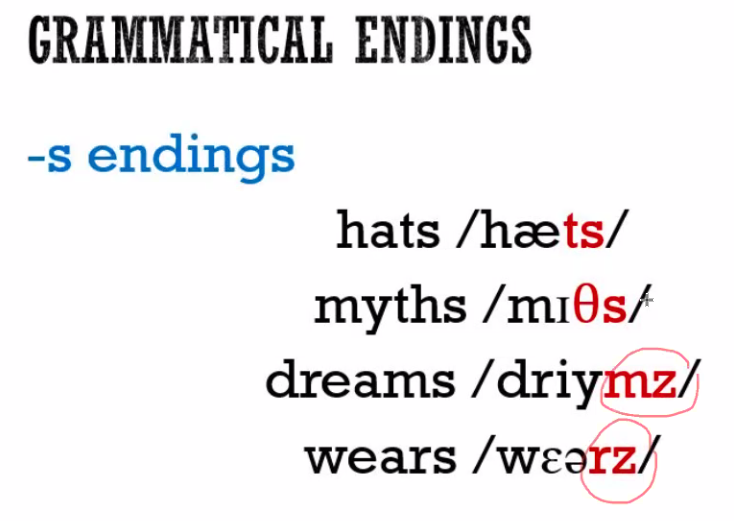 GRAMMATICAL ENDINGS
-s endings
hats /hæts/
myths /mɪθs/
dreams /driymz/
wears /wɛərz/